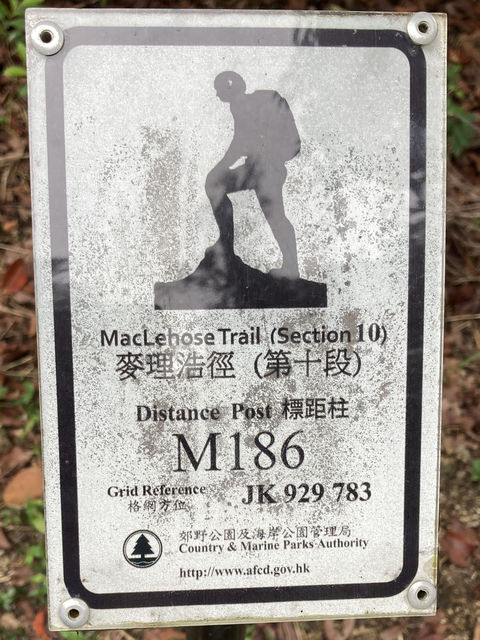 MacLehose Trail (Section 10)
麥理浩徑 (第十段)
Distance Post 標距柱
M186
Grid Reference JK 929 783
格網方位
郊野公園及海岸公園管理局
Country & Marine Parks Authority
http://www.afcd.gov.hk